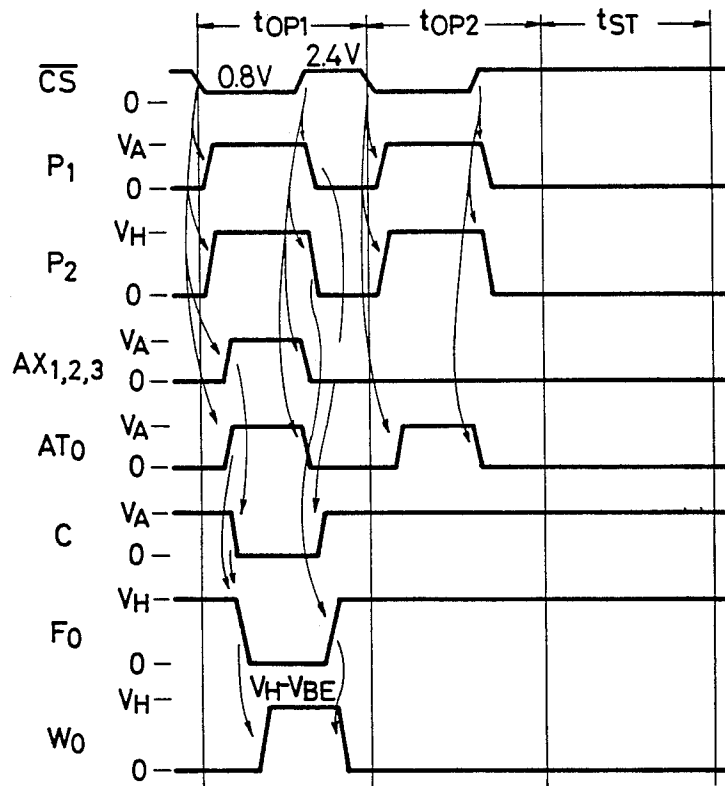 tOP1 tOP2 tST
CS 0.8V 2.4V
0
P1 VA
0
P2 VH
0
AX1,2,3 VA
0
AT0 VA
0
C VA
0
F0 VH
0
VH-VBE
W0 VH
0